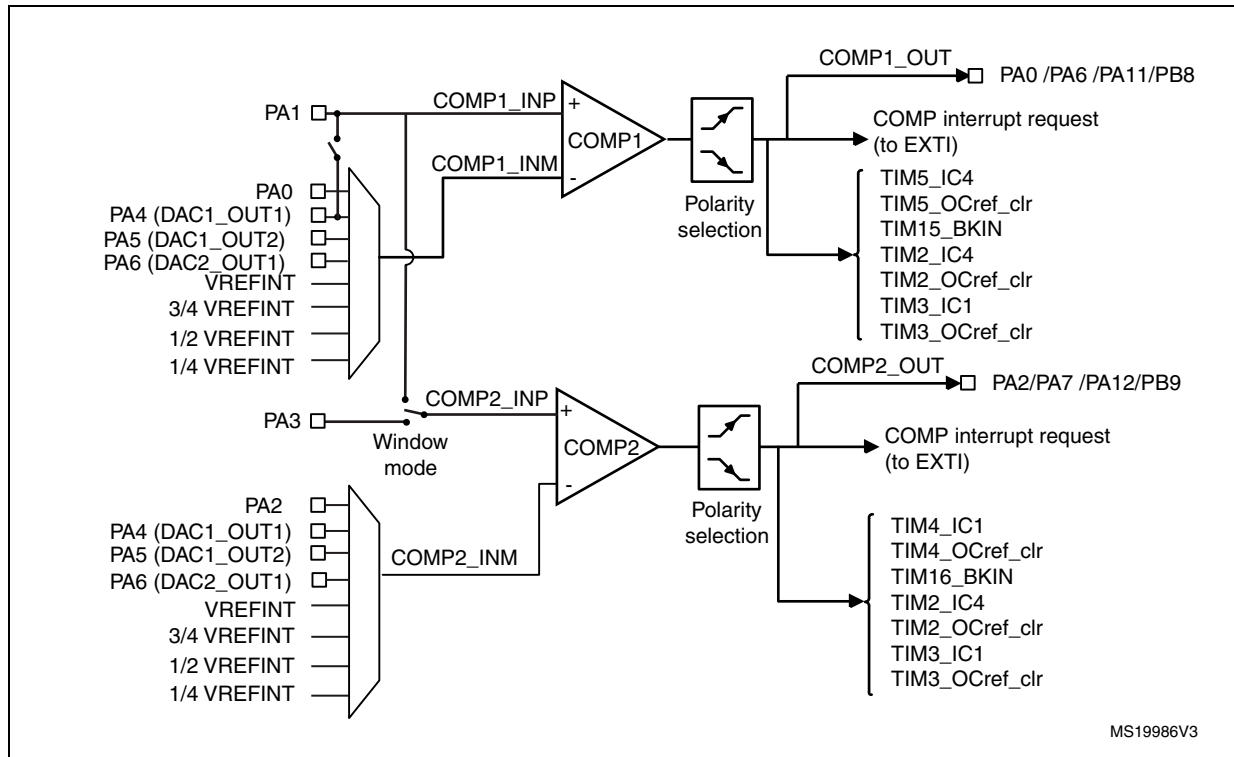 COMP1_OUT
PA0 /PA6 /PA11/PB8
PA1
COMP1_INP
+
COMP1
COMP interrupt request
(to EXTI)
COMP1_INM
-
Polarity
selection
PA0
PA4 (DAC1_OUT1)
PA5 (DAC1_OUT2)
PA6 (DAC2_OUT1)
VREFINT
3/4 VREFINT
1/2 VREFINT
1/4 VREFINT
TIM5_IC4
TIM5_OCref_clr
TIM15_BKIN
TIM2_IC4
TIM2_OCref_clr
TIM3_IC1
TIM3_OCref_clr
COMP2_OUT
PA2/PA7 /PA12/PB9
PA3
Window
mode
COMP2_INP
+
COMP2
-
COMP interrupt request
(to EXTI)
Polarity
selection
PA2
PA4 (DAC1_OUT1)
PA5 (DAC1_OUT2)
PA6 (DAC2_OUT1)
VREFINT
3/4 VREFINT
1/2 VREFINT
1/4 VREFINT
COMP2_INM
TIM4_IC1
TIM4_OCref_clr
TIM16_BKIN
TIM2_IC4
TIM2_OCref_clr
TIM3_IC1
TIM3_OCref_clr
MS19986V3